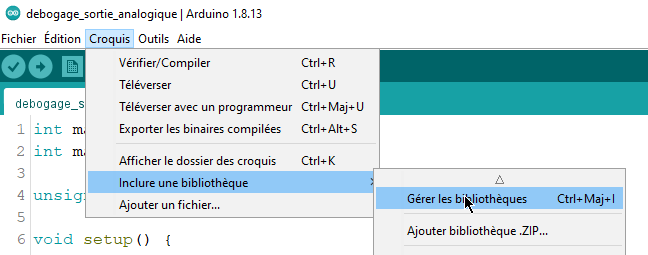 debogage_sortie_analogique | Arduino 1.8.13
Fichier Édition Croquis Outils Aide
Vérifier/Compiler Ctrl+R
Téléverser Ctrl+U
Téléverser avec un programmeur Ctrl+Maj+U
Exporter les binaires compilées Ctrl+Alt+S
Afficher le dossier des croquis Ctrl+K
Inclure une bibliothèque
Ajouter un fichier...
Gérer les bibliothèques Ctrl+Maj+I
Ajouter bibliothèque .ZIP...
debogage_s
1 int ma
2 int ma
3
4 unsign
5
6 void setup() {